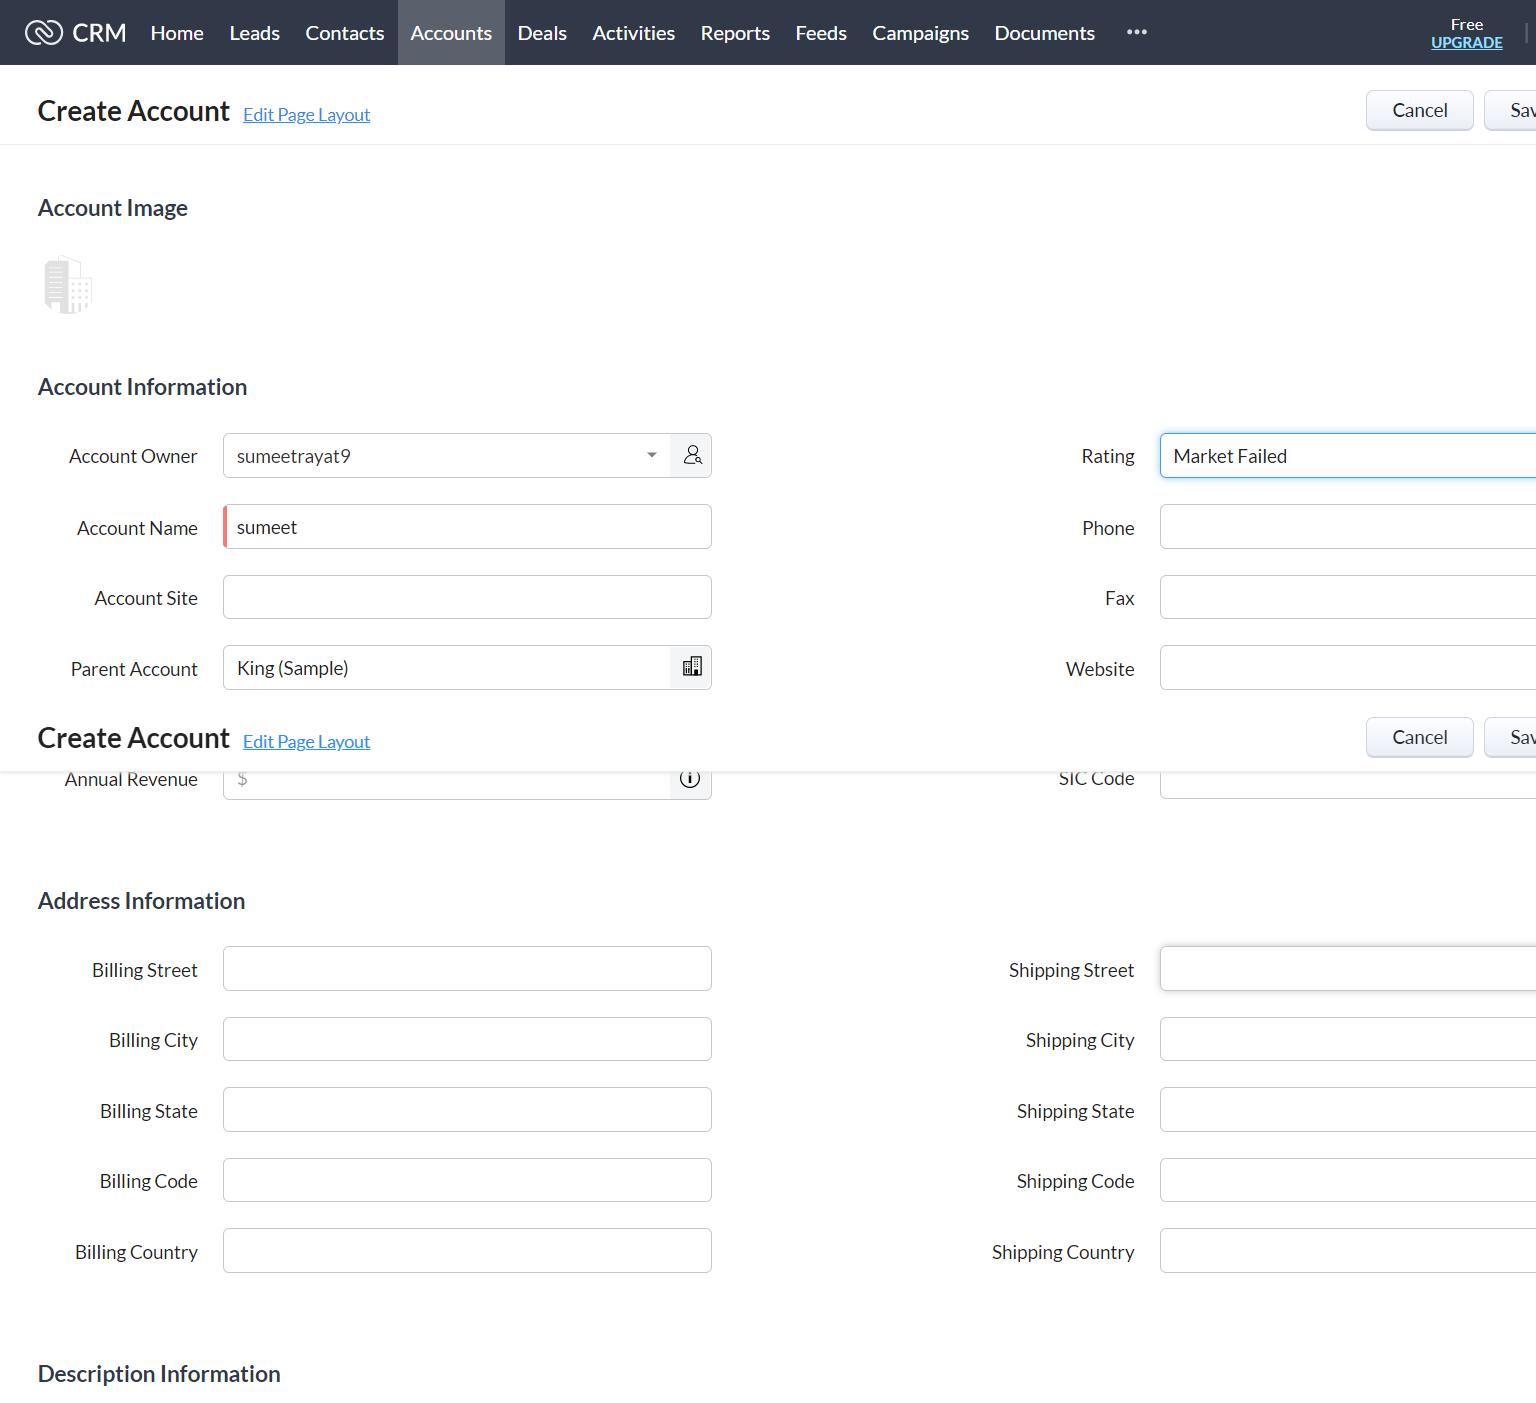 CRM Home Leads Contacts Accounts Deals Activities Reports Feeds Campaigns Documents ••• Free
UPGRADE
Create Account Edit Page Layout Cancel Sav
Account Image
Account Information
Account Owner sumeetrayat9 Rating Market Failed
Account Name sumeet Phone
Account Site Fax
Parent Account King (Sample) Website
Create Account Edit Page Layout Cancel Sav
Annual Revenue $ SIC Code
Address Information
Billing Street Shipping Street
Billing City Shipping City
Billing State Shipping State
Billing Code Shipping Code
Billing Country Shipping Country
Description Information